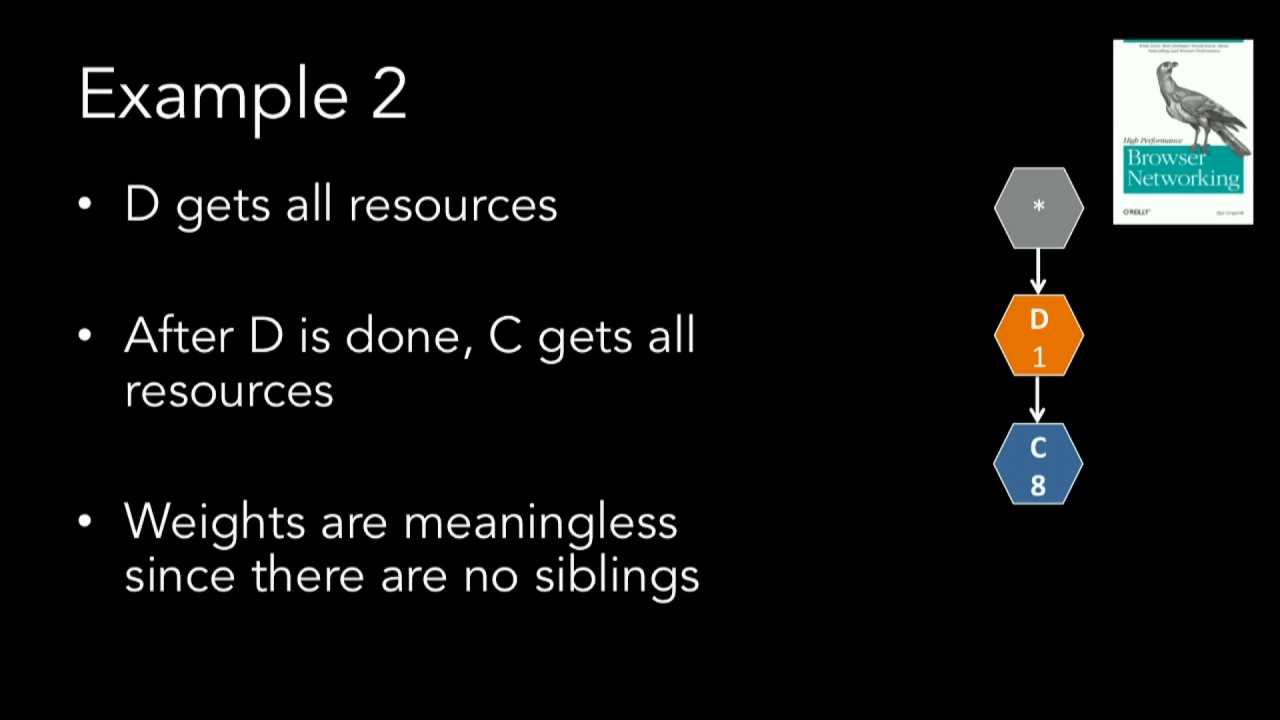 Example 2
• D gets all resources
• After D is done, C gets all
resources
• Weights are meaningless
since there are no siblings
*
D
1
C
8
High Performance
Browser
Networking
O'REILLY